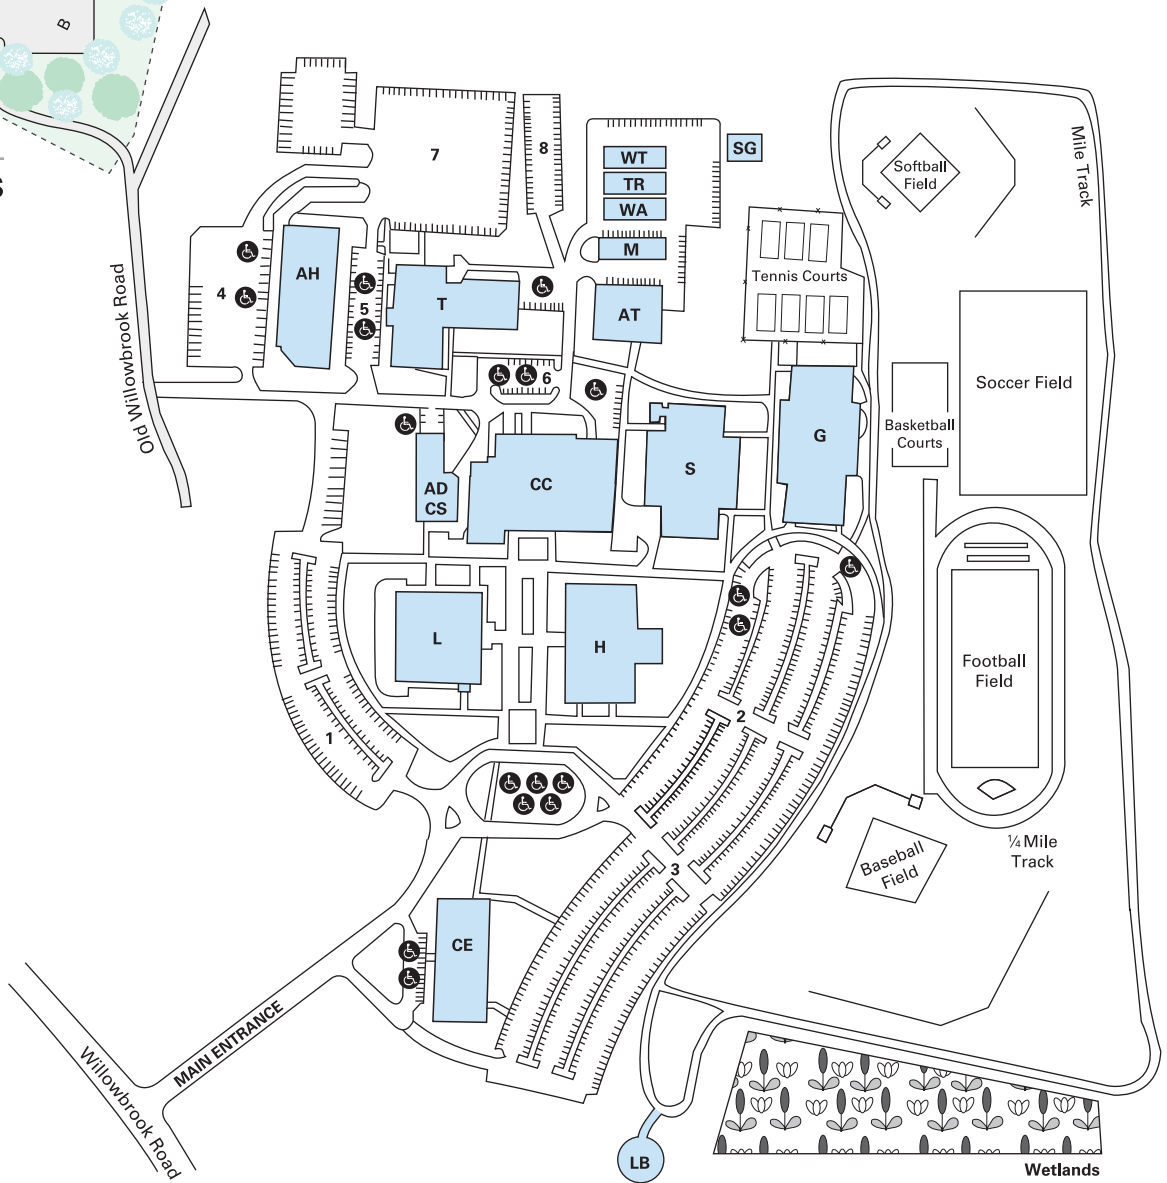 B
S
7
8
WT
TR
WA
M
SG
Softball
Field
Mile Track
Tennis Courts
AH
4
5
T
AT
6
Old Willowbrook Road
Soccer Field
Basketball
Courts
G
S
CC
AD
CS
L
H
Football
Field
1
2
3
¼ Mile
Track
Baseball
Field
CE
MAIN ENTRANCE
Willowbrook Road
LB
Wetlands